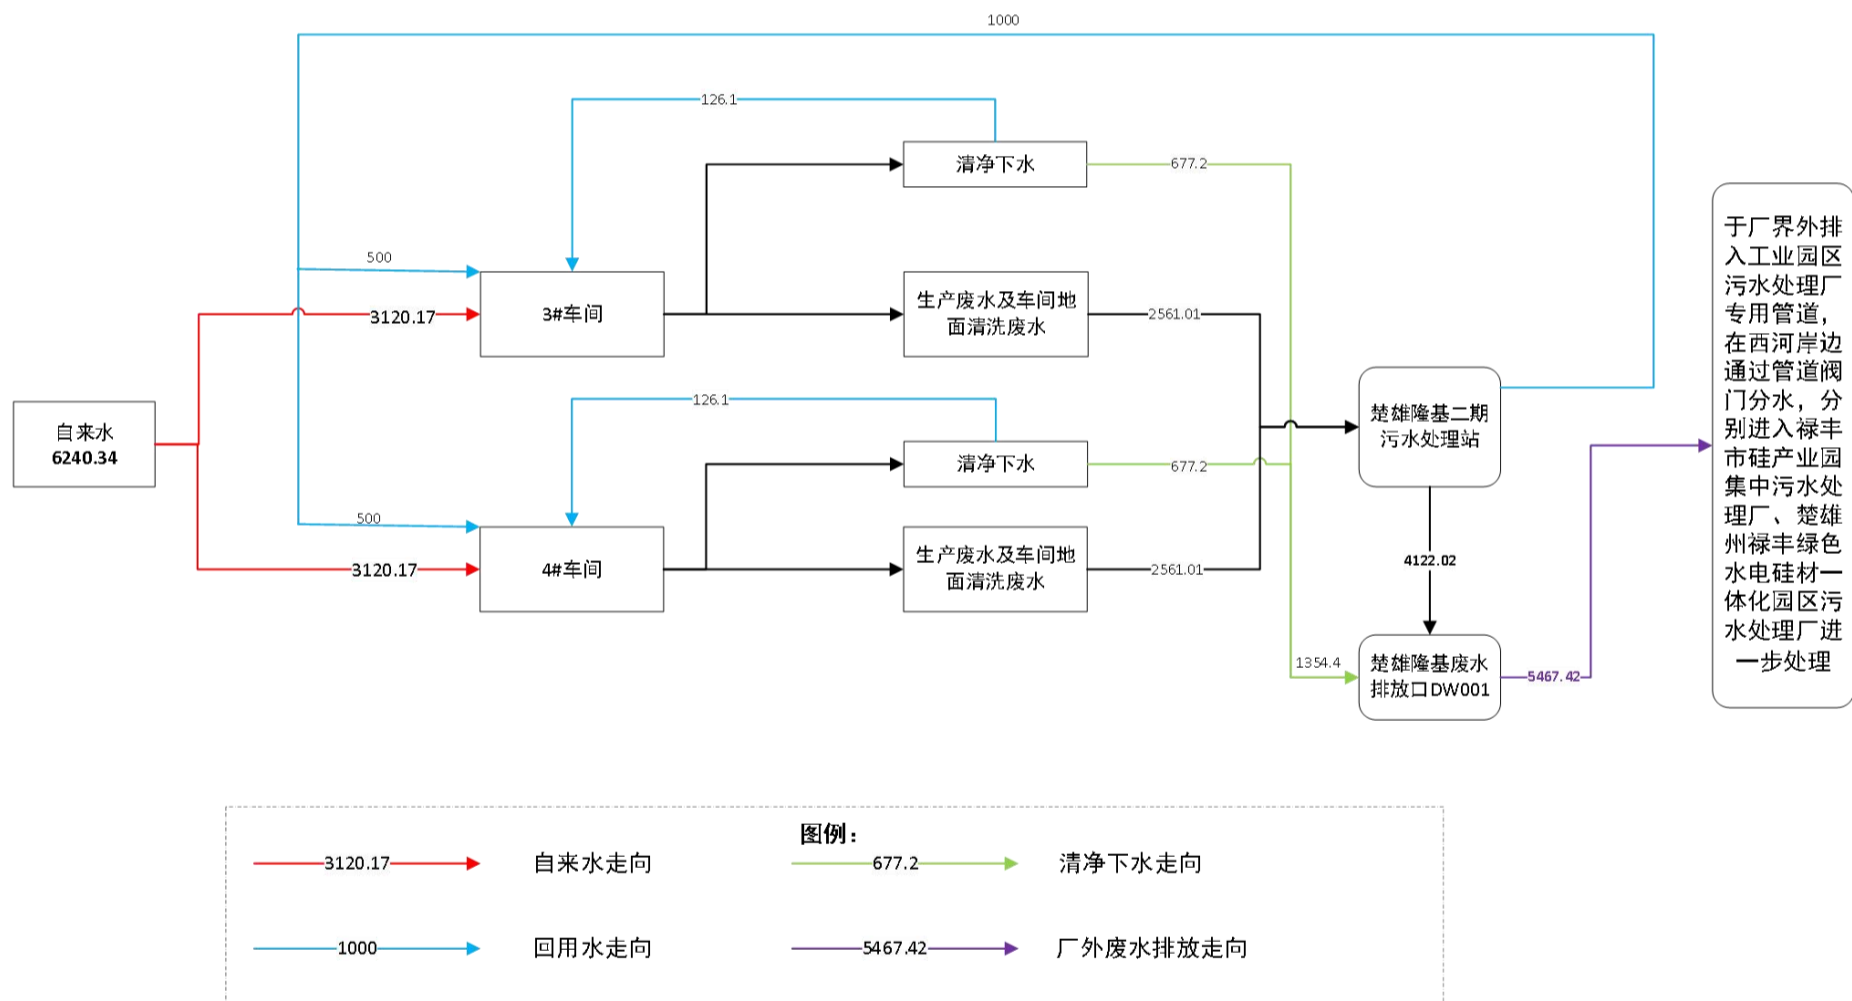 1000
126.1
清净下水
677.2
500
3120.17
3#车间
生产废水及车间地
面清洗废水
2561.01
自来水
6240.34
126.1
清净下水
677.2
500
3120.17
4#车间
生产废水及车间地
面清洗废水
2561.01
楚雄隆基二期
污水处理站
4122.02
1354.4
楚雄隆基废水
排放口DW001
5467.42
于厂界外排
入工业园区
污水处理厂
专用管道，
在西河岸边
通过管道阀
门分水，分
别进入禄丰
市硅产业园
集中污水处
理厂、楚雄
州禄丰绿色
水电硅材一
体化园区污
水处理厂进
一步处理
图例：
3120.17
自来水走向
677.2
清净下水走向
1000
回用水走向
5467.42
厂外废水排放走向